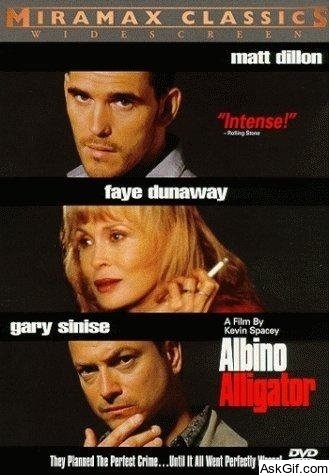 MIRAMAX CLASSICS
WIDESCREEN
matt dillon
"Intense!"
- Rolling Stone
faye dunaway
gary sinise
A Film By
Kevin Spacey
Albino
Alligator
They Planned The Perfect Crime...Until It All Went Perfectly
DVD
AskGif.com